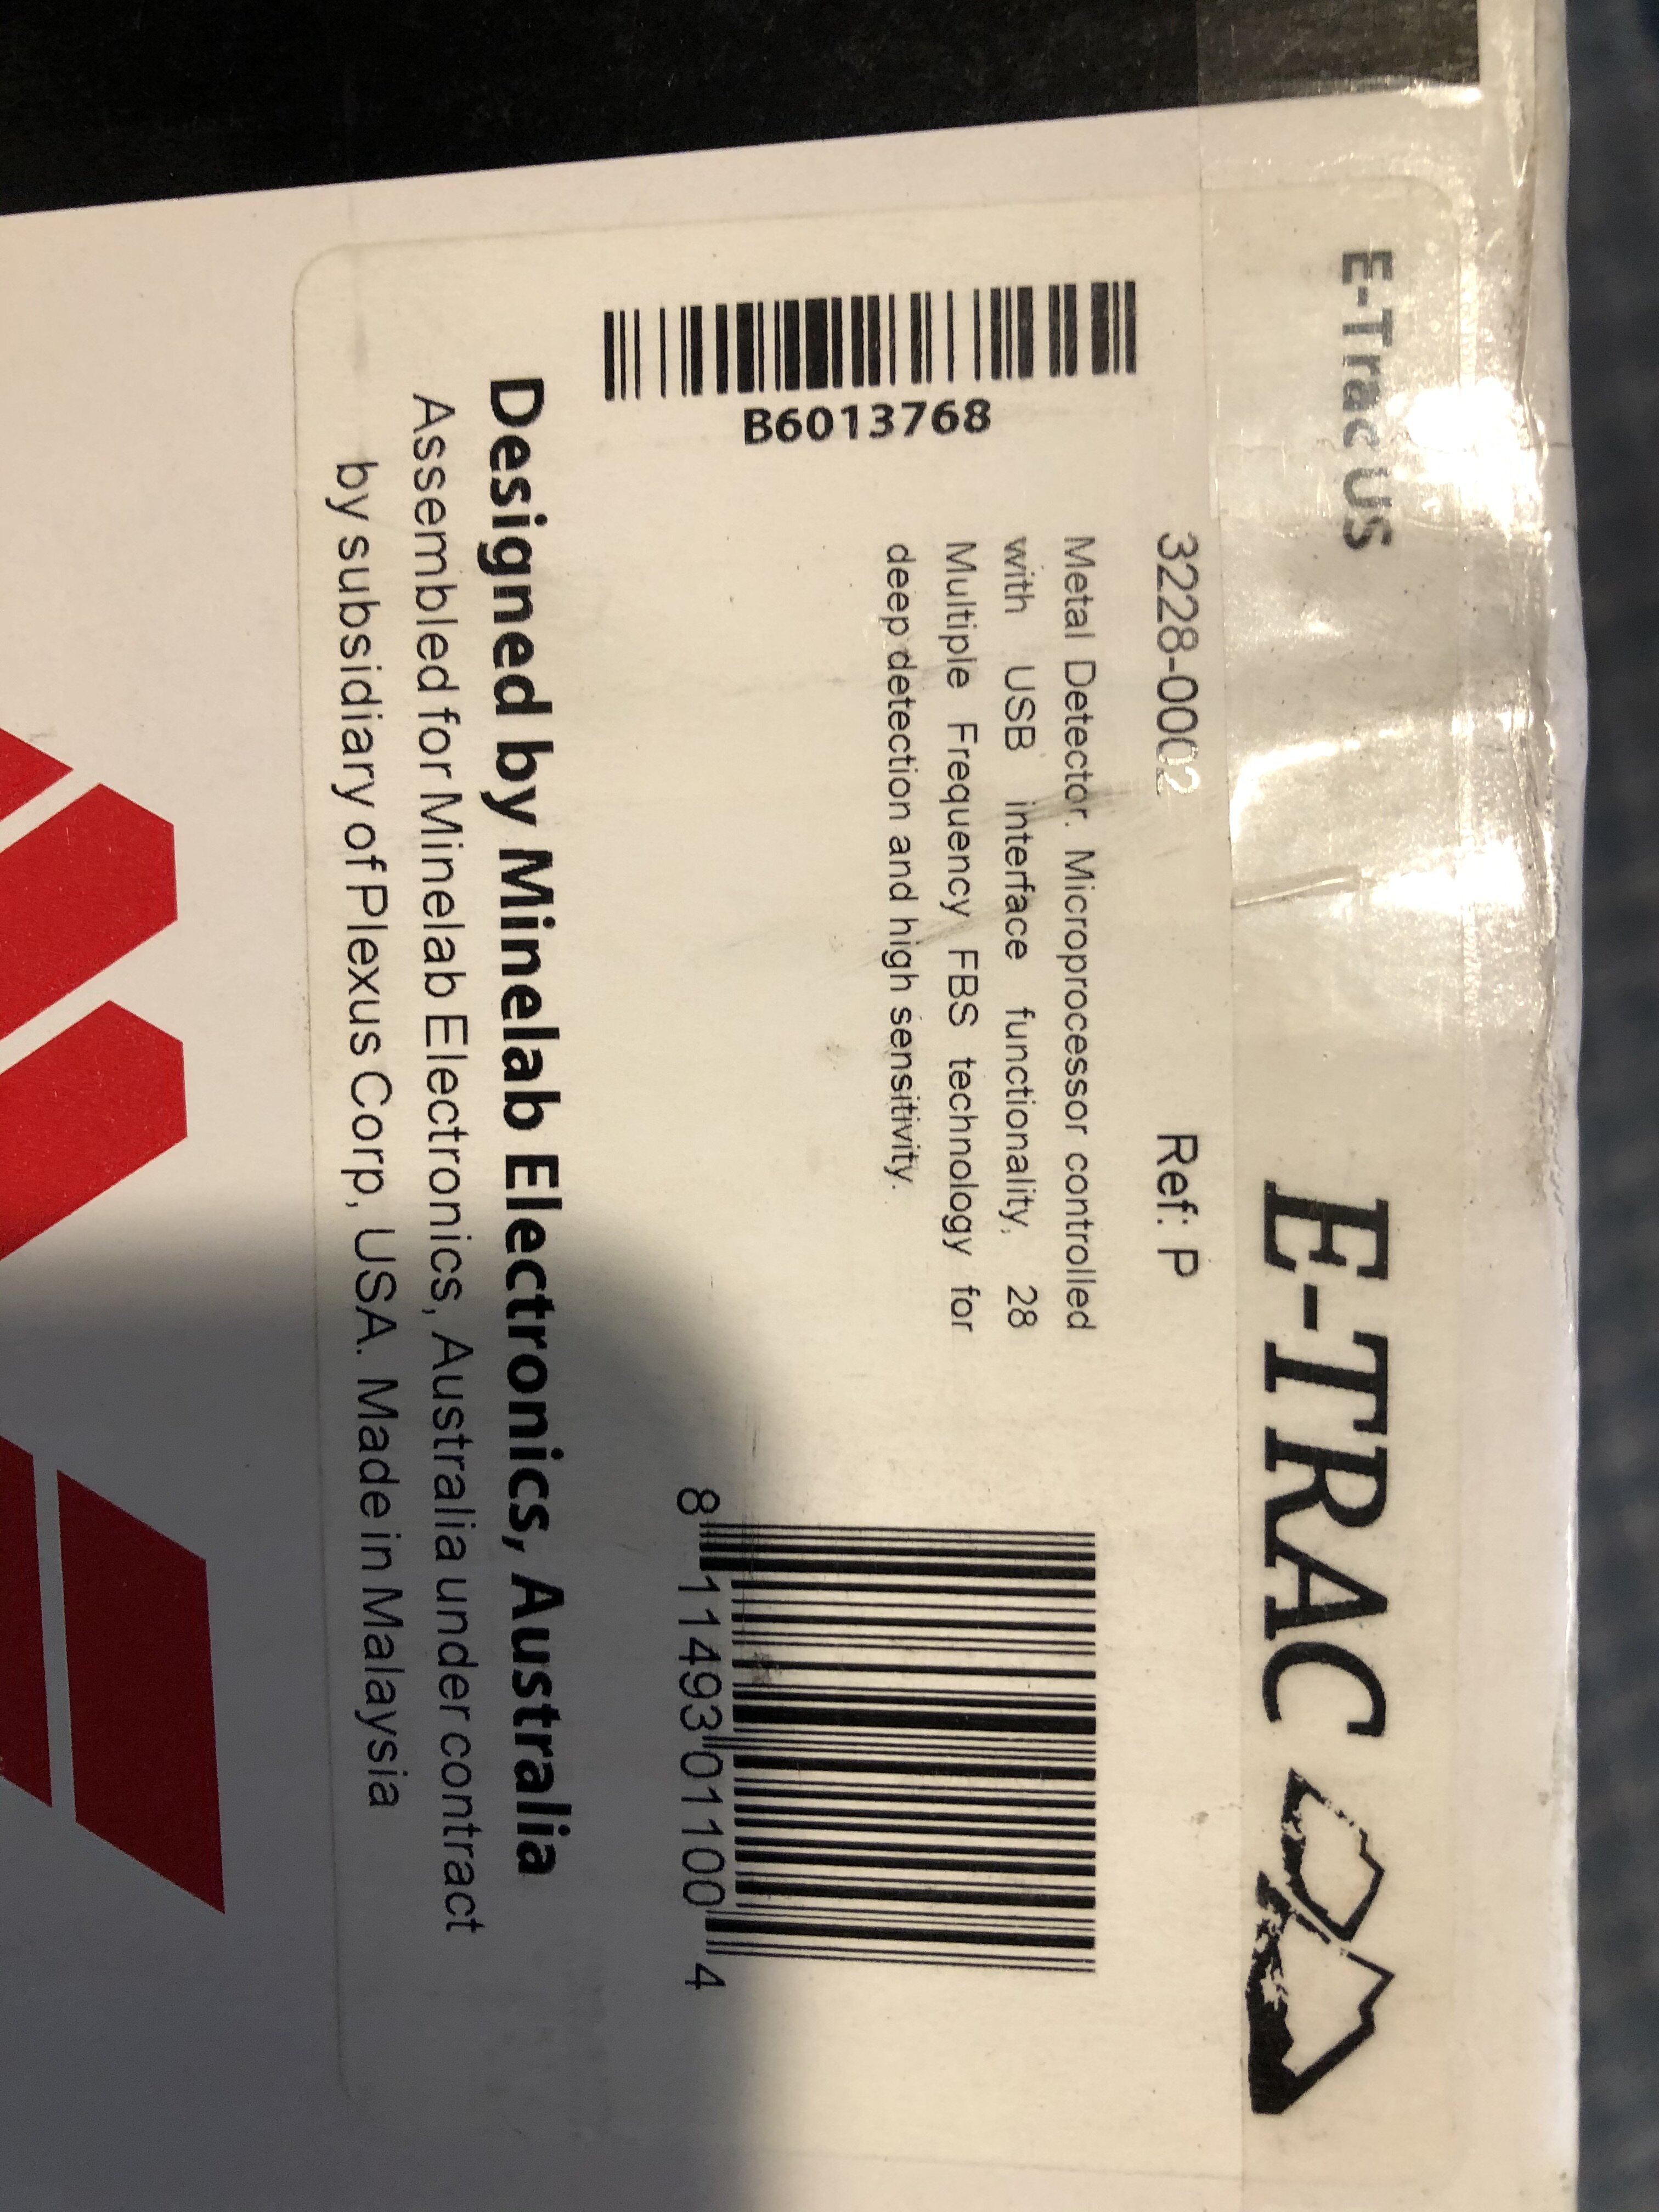 E-Trac US
E-TRAC
3228-0002 Ref: P
Metal Detector. Microprocessor controlled
with USB interface functionality, 28
Multiple Frequency FBS technology for
deep detection and high sensitivity.
B6013768
8 11493 01100 4
Designed by Minelab Electronics, Australia
Assembled for Minelab Electronics, Australia under contract
by subsidiary of Plexus Corp, USA. Made in Malaysia